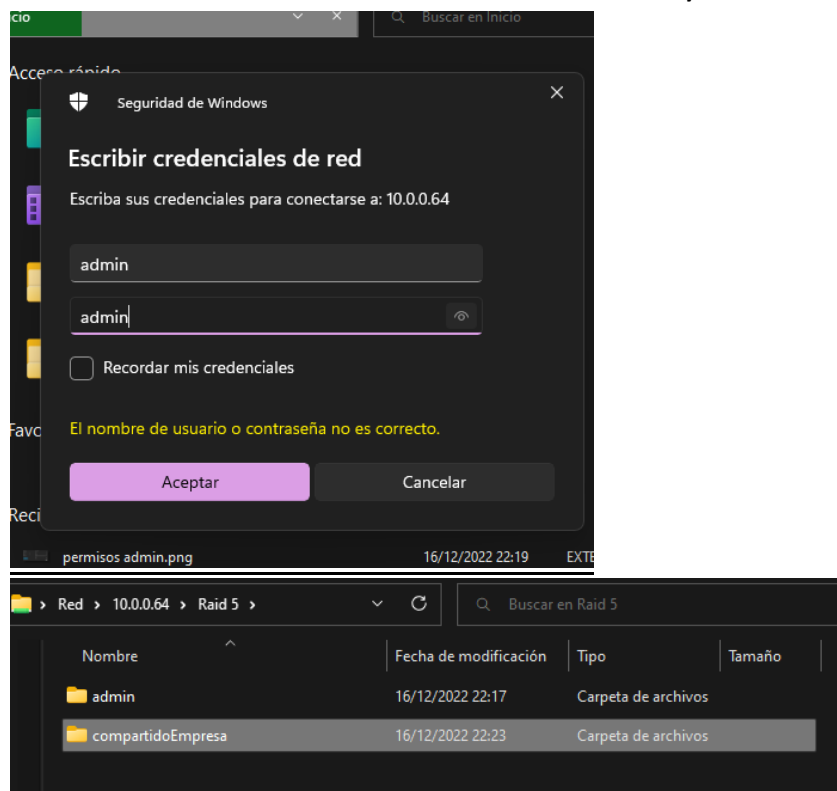 cio
Buscar en Inicio
Acceso rápido
Seguridad de Windows
Escribir credenciales de red
Escriba sus credenciales para conectarse a: 10.0.0.64
admin
admin
Recordar mis credenciales
Favo
El nombre de usuario o contraseña no es correcto.
Aceptar Cancelar
Reci
permisos admin.png 16/12/2022 22:19 EXTE
Red > 10.0.0.64 > Raid 5 > Buscar en Raid 5
Nombre Fecha de modificación Tipo Tamaño
admin 16/12/2022 22:17 Carpeta de archivos
compartidoEmpresa 16/12/2022 22:23 Carpeta de archivos